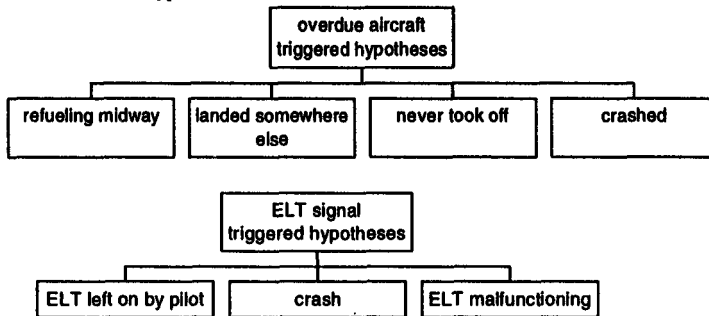 overdue aircraft
triggered hypotheses
refueling midway
landed somewhere
else
never took off
crashed
ELT signal
triggered hypotheses
ELT left on by pilot
crash
ELT malfunctioning